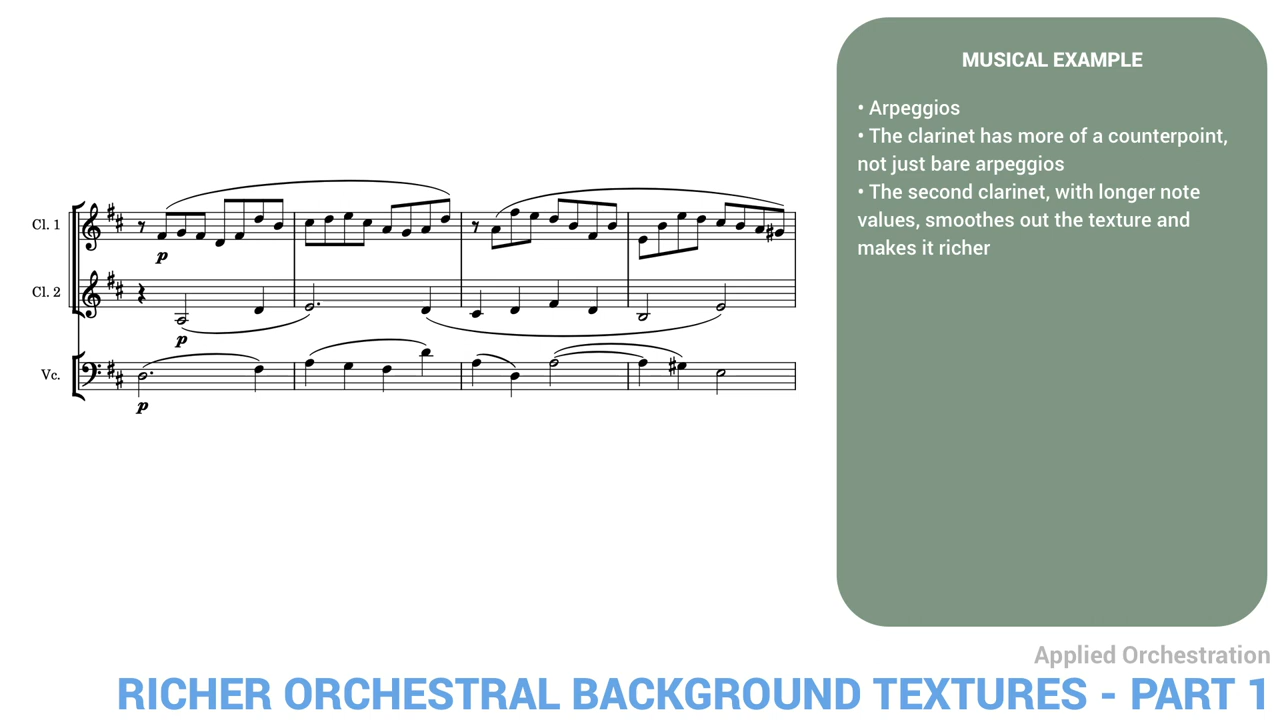 MUSICAL EXAMPLE
• Arpeggios
• The clarinet has more of a counterpoint,
not just bare arpeggios
• The second clarinet, with longer note
values, smoothes out the texture and
makes it richer
Cl. 1
p
Cl. 2
p
Vc.
p
Applied Orchestration
RICHER ORCHESTRAL BACKGROUND TEXTURES - PART 1